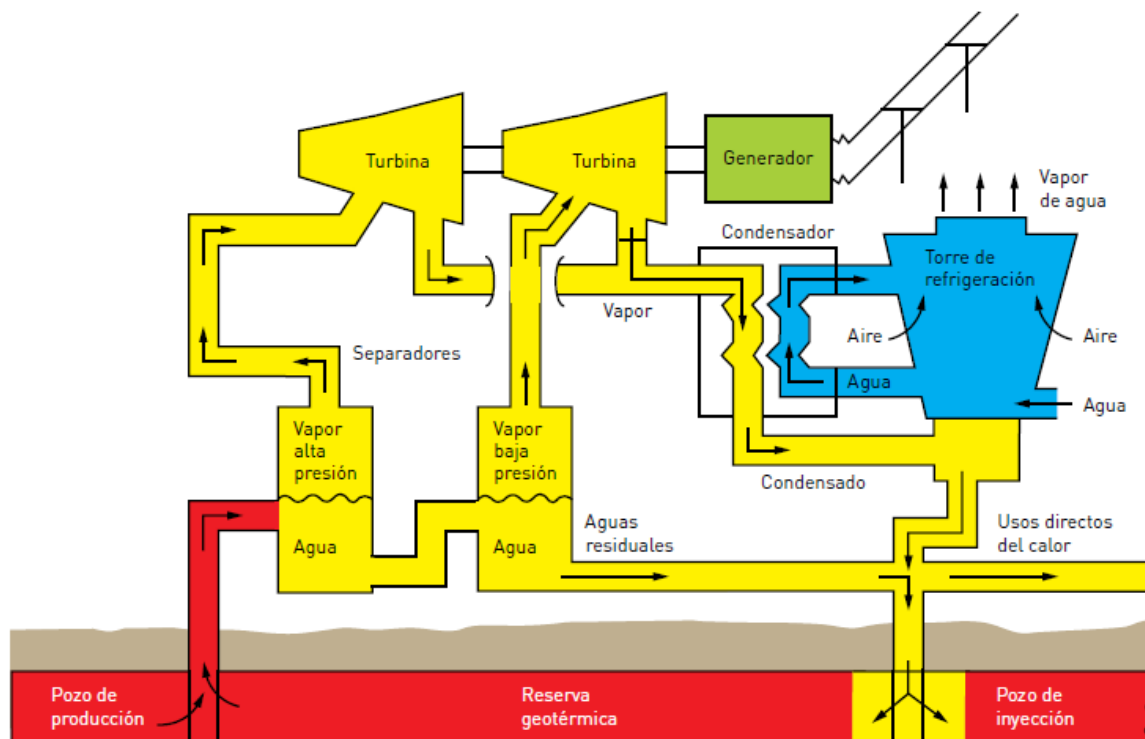 Turbina
Turbina
Generador
Vapor
de agua
Condensador
Torre de
refrigeración
Separadores
Vapor
Aire
Aire
Agua
Agua
Vapor
alta
presión
Vapor
baja
presión
Condensado
Agua
Agua
Aguas
residuales
Usos directos
del calor
Pozo de
producción
Reserva
geotérmica
Pozo de
inyección